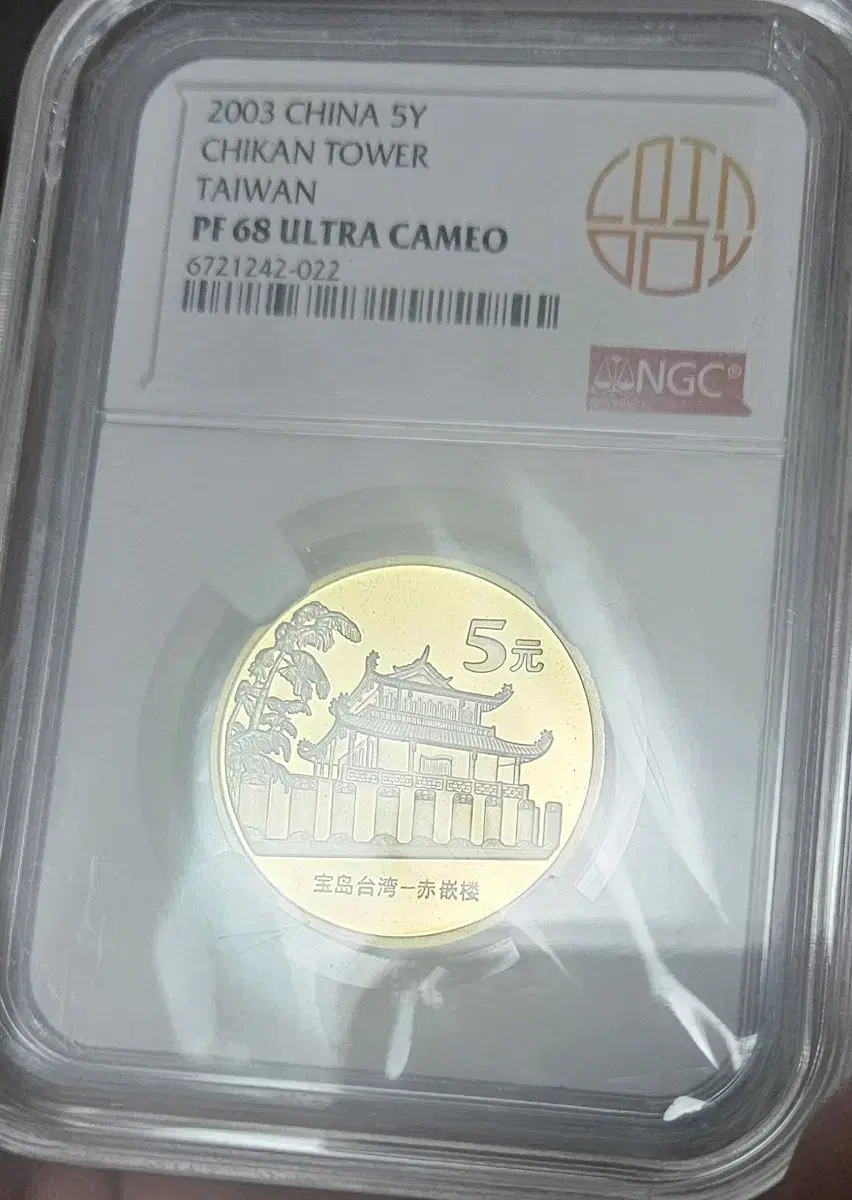 2003 CHINA 5Y
CHIKAN TOWER
TAIWAN
PF 68 ULTRA CAMEO
6721242-022
COIN
BOY
NGC®
5元
宝岛台湾－赤嵌楼